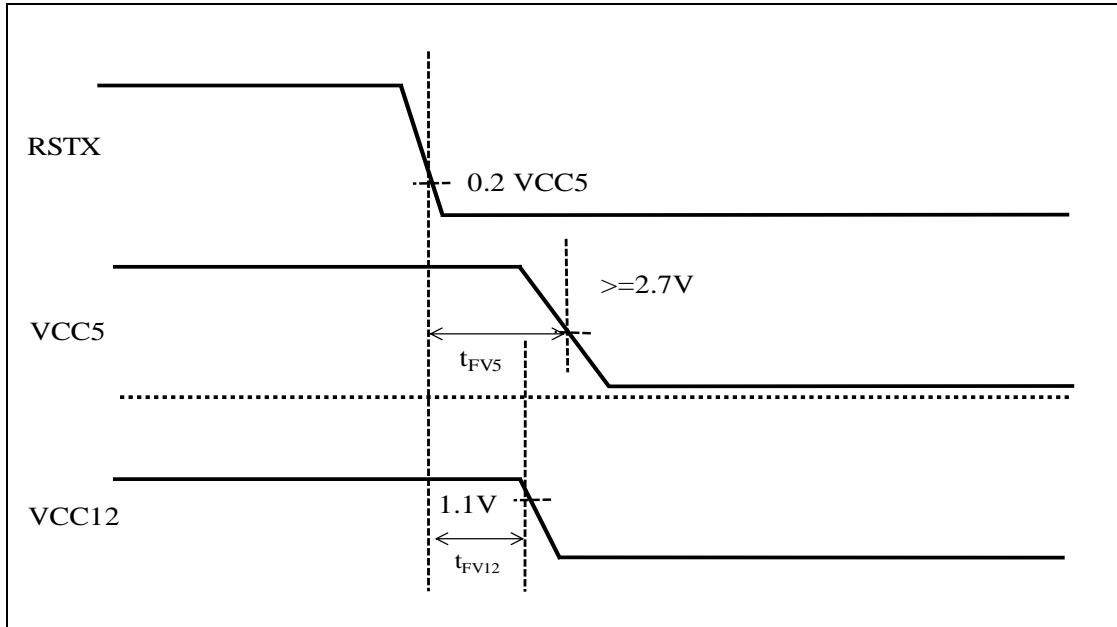 RSTX
0.2 VCC5
>=2.7V
VCC5
tFV5
1.1V
VCC12
tFV12